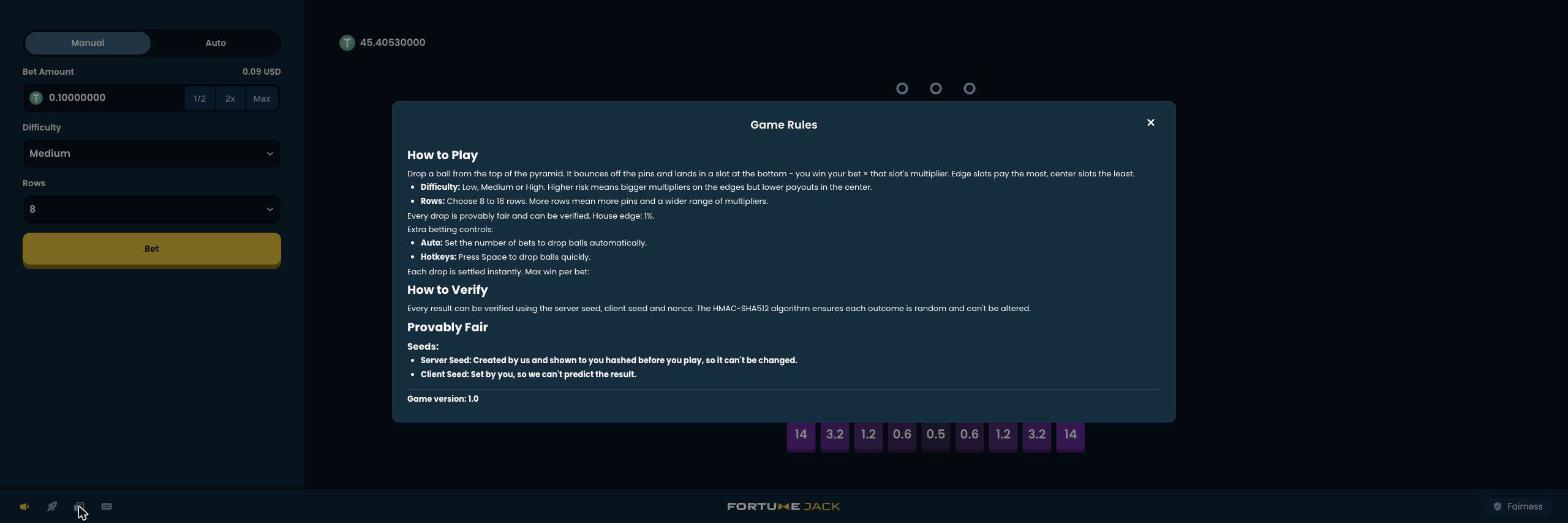 Manual
Auto
45.40530000
Bet Amount
0.09 USD
0.10000000
1/2
2x
Max
Difficulty
Medium
Rows
8
Bet
Game Rules
How to Play
Drop a ball from the top of the pyramid. It bounces off the pins and lands in a slot at the bottom - you win your bet × that slot's multiplier. Edge slots pay the most, center slots the least.
• Difficulty: Low, Medium or High. Higher risk means bigger multipliers on the edges but lower payouts in the center.
• Rows: Choose 8 to 16 rows. More rows mean more pins and a wider range of multipliers.
Every drop is provably fair and can be verified. House edge: 1%.
Extra betting controls:
• Auto: Set the number of bets to drop balls automatically.
• Hotkeys: Press Space to drop balls quickly.
Each drop is settled instantly. Max win per bet:
How to Verify
Every result can be verified using the server seed, client seed and nonce. The HMAC-SHA512 algorithm ensures each outcome is random and can't be altered.
Provably Fair
Seeds:
• Server Seed: Created by us and shown to you hashed before you play, so it can't be changed.
• Client Seed: Set by you, so we can't predict the result.
Game version: 1.0
14 3.2 1.2 0.6 0.5 0.6 1.2 3.2 14
FORTUNE JACK
Fairness